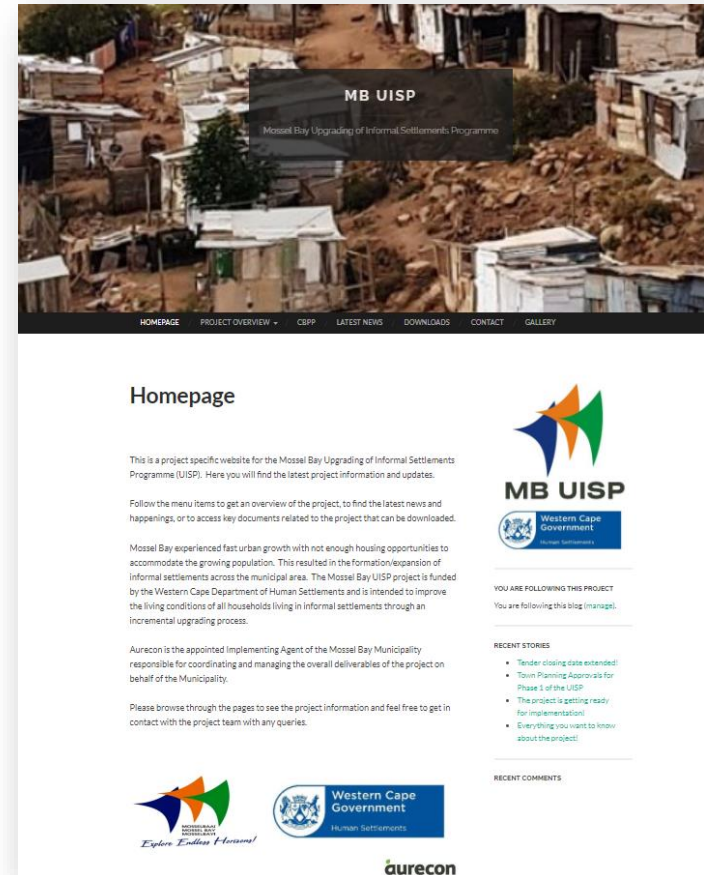 MB UISP
Mossel Bay Upgrading of Informal Settlements Programme
HOMEPAGE / PROJECT OVERVIEW / CBPP / LATEST NEWS / DOWNLOADS / CONTACT / GALLERY
Homepage
This is a project specific website for the Mossel Bay Upgrading of Informal Settlements
Programme (UISP). Here you will find the latest project information and updates.
Follow the menu items to get an overview of the project, to find the latest news and
happenings, or to access key documents related to the project that can be downloaded.
Mossel Bay experienced fast urban growth with not enough housing opportunities to
accommodate the growing population. This resulted in the formation/expansion of
informal settlements across the municipal area. The Mossel Bay UISP project is funded
by the Western Cape Department of Human Settlements and is intended to improve
the living conditions of all households living in informal settlements through an
incremental upgrading process.
Aurecon is the appointed Implementing Agent of the Mossel Bay Municipality
responsible for coordinating and managing the overall deliverables of the project on
behalf of the Municipality.
Please browse through the pages to see the project information and feel free to get in
contact with the project team with any queries.
MOSSELBAAI
MOSSEL BAY
MOSSELBAYI
Explore Endless Horizons!
Western Cape
Government
Human Settlements
aurecon
MB UISP
Western Cape
Government
Human Settlements
YOU ARE FOLLOWING THIS PROJECT
You are following this blog (manage).
RECENT STORIES
Tender closing date extended!
Town Planning Approvals for
Phase 1 of the UISP
The project is getting ready
for implementation!
Everything you want to know
about the project!
RECENT COMMENTS